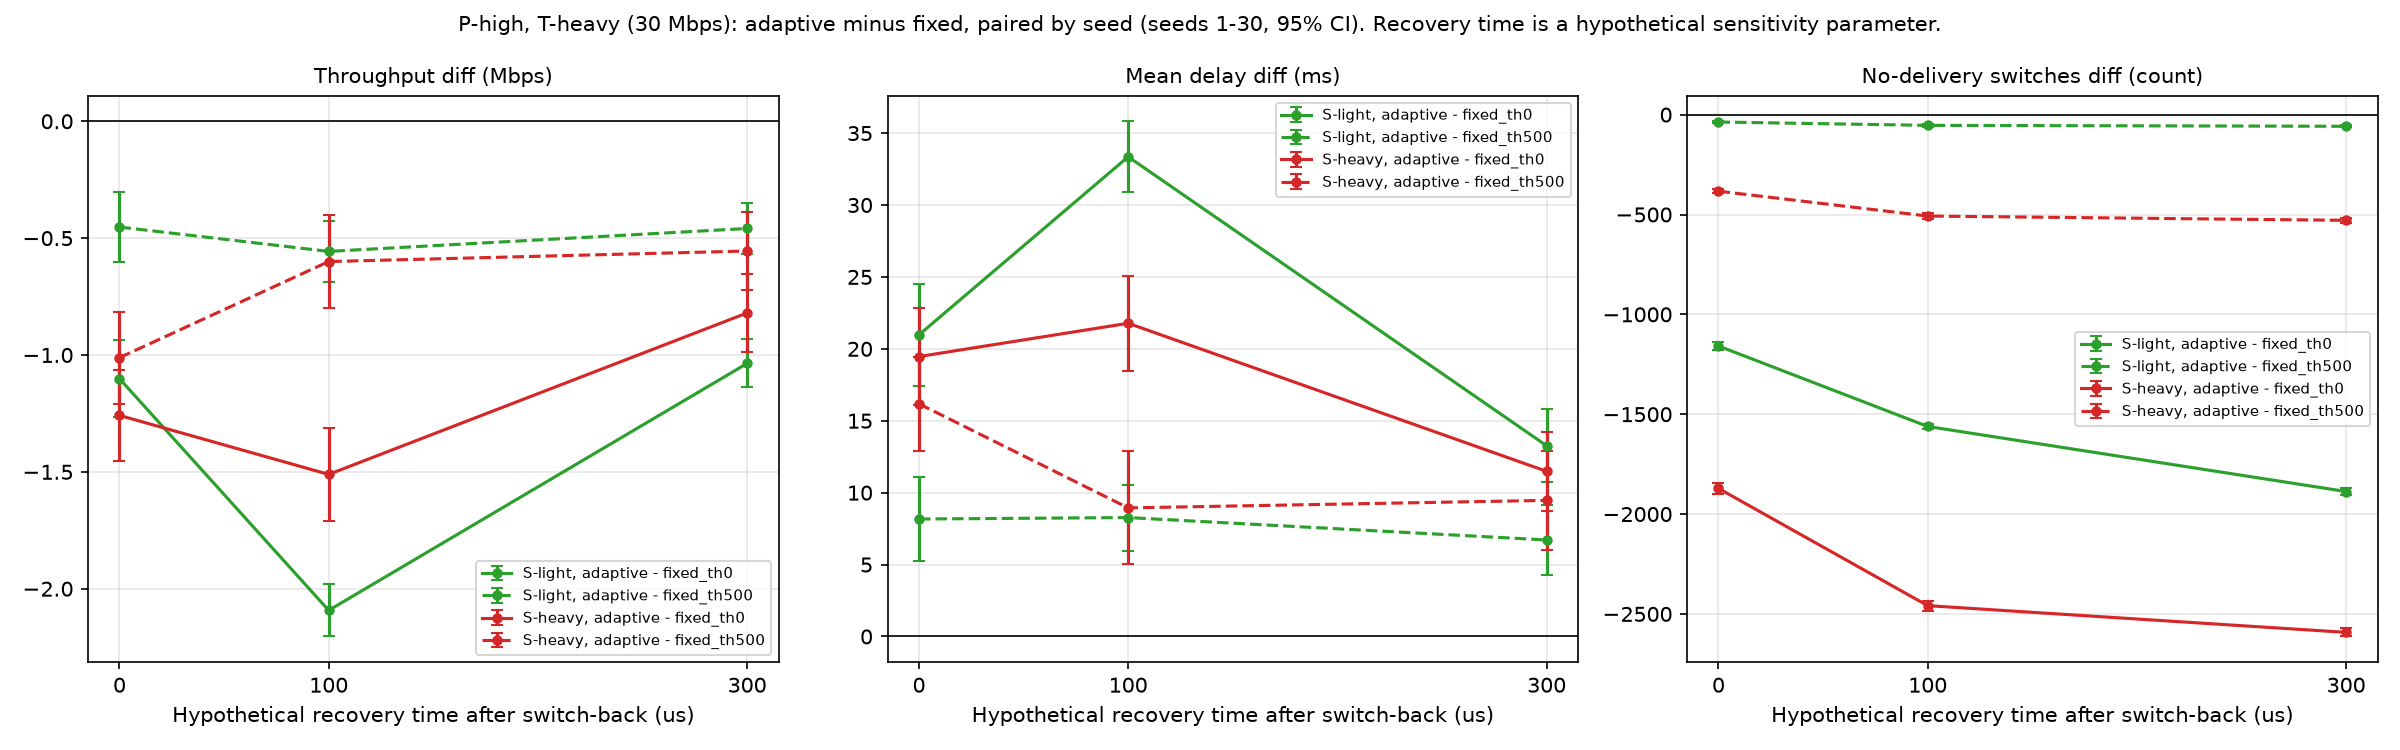 P-high, T-heavy (30 Mbps): adaptive minus fixed, paired by seed (seeds 1-30, 95% CI). Recovery time is a hypothetical sensitivity parameter.
Throughput diff (Mbps)
0.0
−0.5
−1.0
−1.5
−2.0
S-light, adaptive - fixed_th0
S-light, adaptive - fixed_th500
S-heavy, adaptive - fixed_th0
S-heavy, adaptive - fixed_th500
0 100 300
Hypothetical recovery time after switch-back (us)
Mean delay diff (ms)
35
30
25
20
15
10
5
0
S-light, adaptive - fixed_th0
S-light, adaptive - fixed_th500
S-heavy, adaptive - fixed_th0
S-heavy, adaptive - fixed_th500
0 100 300
Hypothetical recovery time after switch-back (us)
No-delivery switches diff (count)
0
−500
−1000
−1500
−2000
−2500
S-light, adaptive - fixed_th0
S-light, adaptive - fixed_th500
S-heavy, adaptive - fixed_th0
S-heavy, adaptive - fixed_th500
0 100 300
Hypothetical recovery time after switch-back (us)